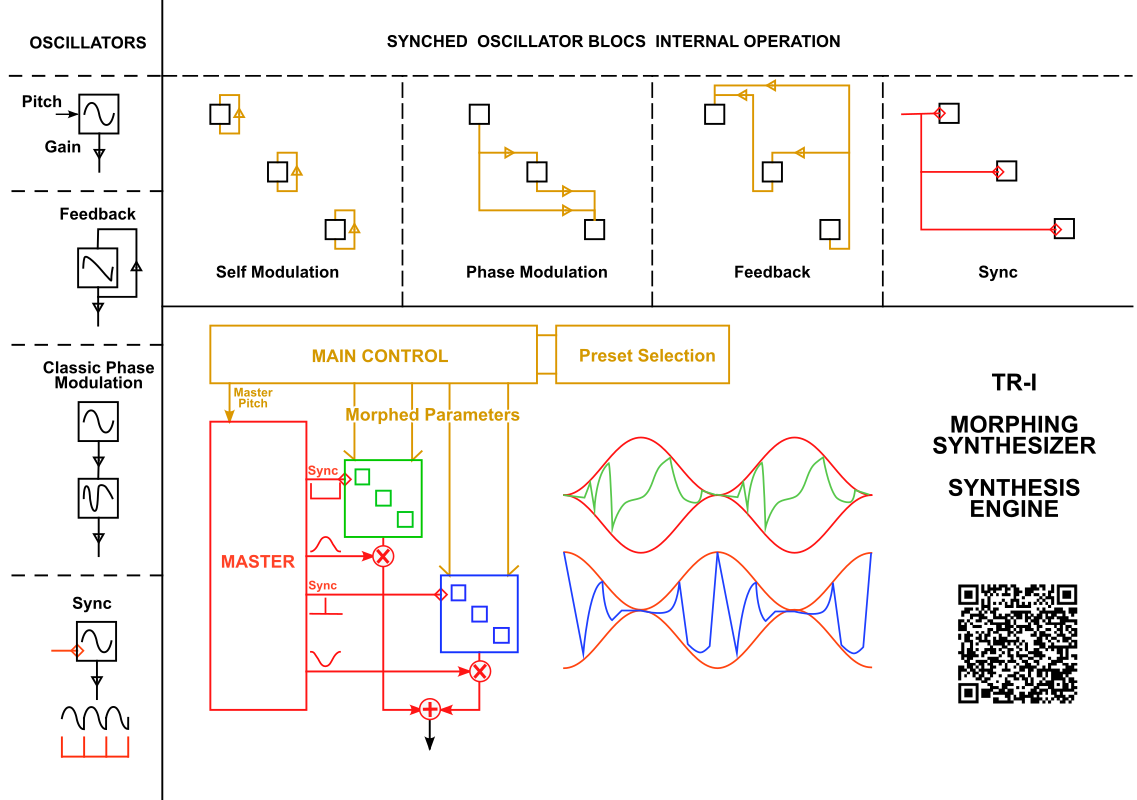 OSCILLATORS
SYNCHED OSCILLATOR BLOCS INTERNAL OPERATION
Pitch
Gain
Feedback
Classic Phase
Modulation
Sync
Self Modulation
Phase Modulation
Feedback
Sync
MAIN CONTROL
Preset Selection
Master
Pitch
Morphed Parameters
Sync
MASTER
Sync
TR-I
MORPHING
SYNTHESIZER
SYNTHESIS
ENGINE